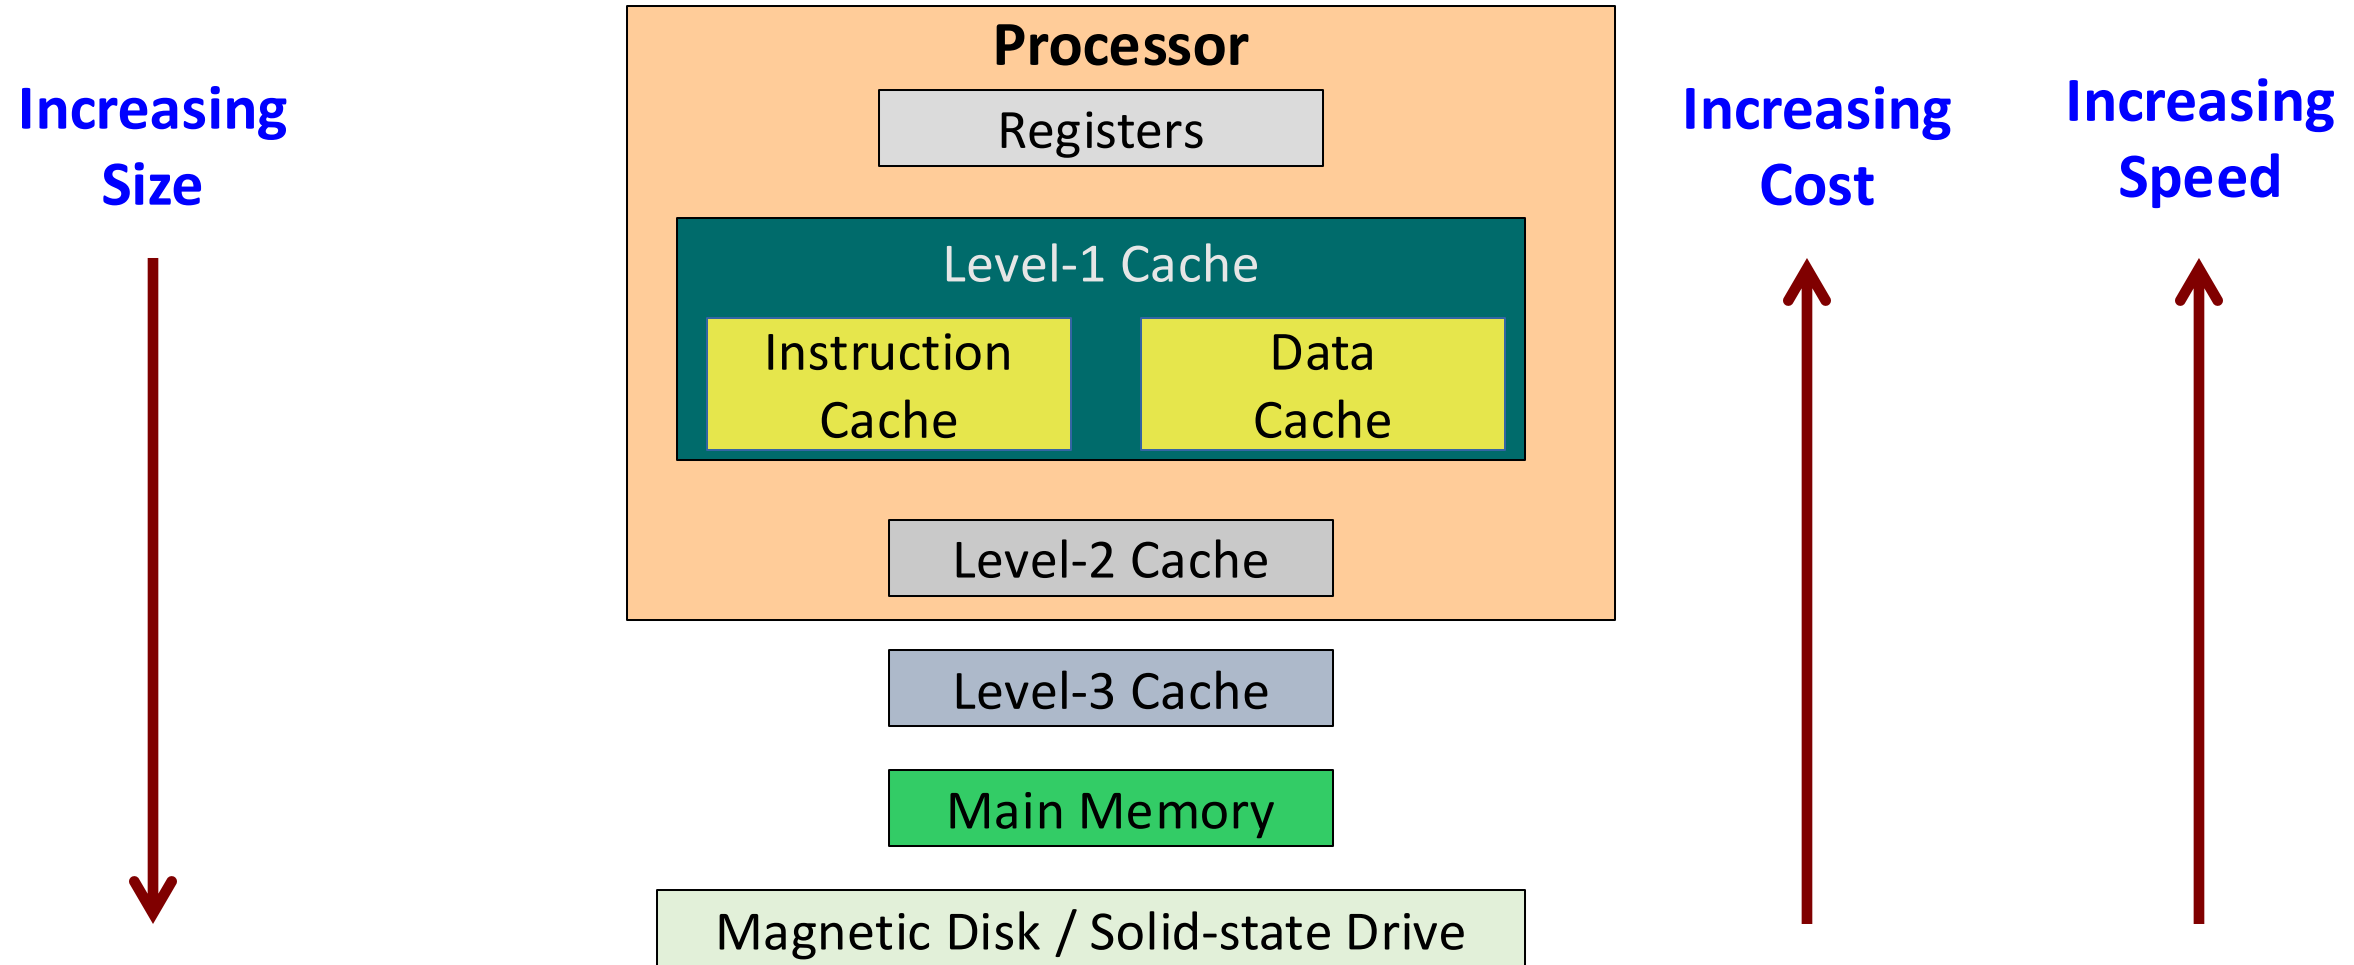 Processor
Increasing
Size
Registers
Increasing
Cost
Increasing
Speed
Level-1 Cache
Instruction
Cache
Data
Cache
Level-2 Cache
Level-3 Cache
Main Memory
Magnetic Disk / Solid-state Drive